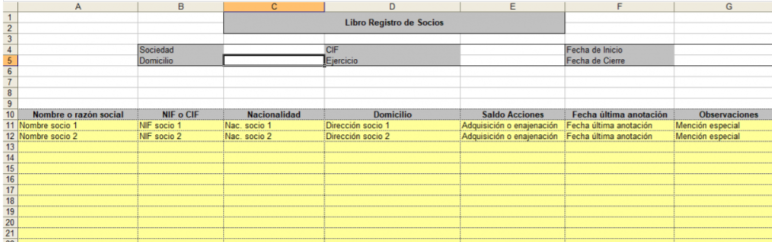 A B C D E F G
1 Libro Registro de Socios
2
3
4 Sociedad CIF Fecha de Inicio
5 Domicilio Ejercicio Fecha de Cierre
6
7
8
9
10 Nombre o razón social NIF o CIF Nacionalidad Domicilio Saldo Acciones Fecha última anotación Observaciones
11 Nombre socio 1 NIF socio 1 Nac. socio 1 Dirección socio 1 Adquisición o enajenación Fecha última anotación Mención especial
12 Nombre socio 2 NIF socio 2 Nac. socio 2 Dirección socio 2 Adquisición o enajenación Fecha última anotación Mención especial
13
14
15
16
17
18
19
20
21